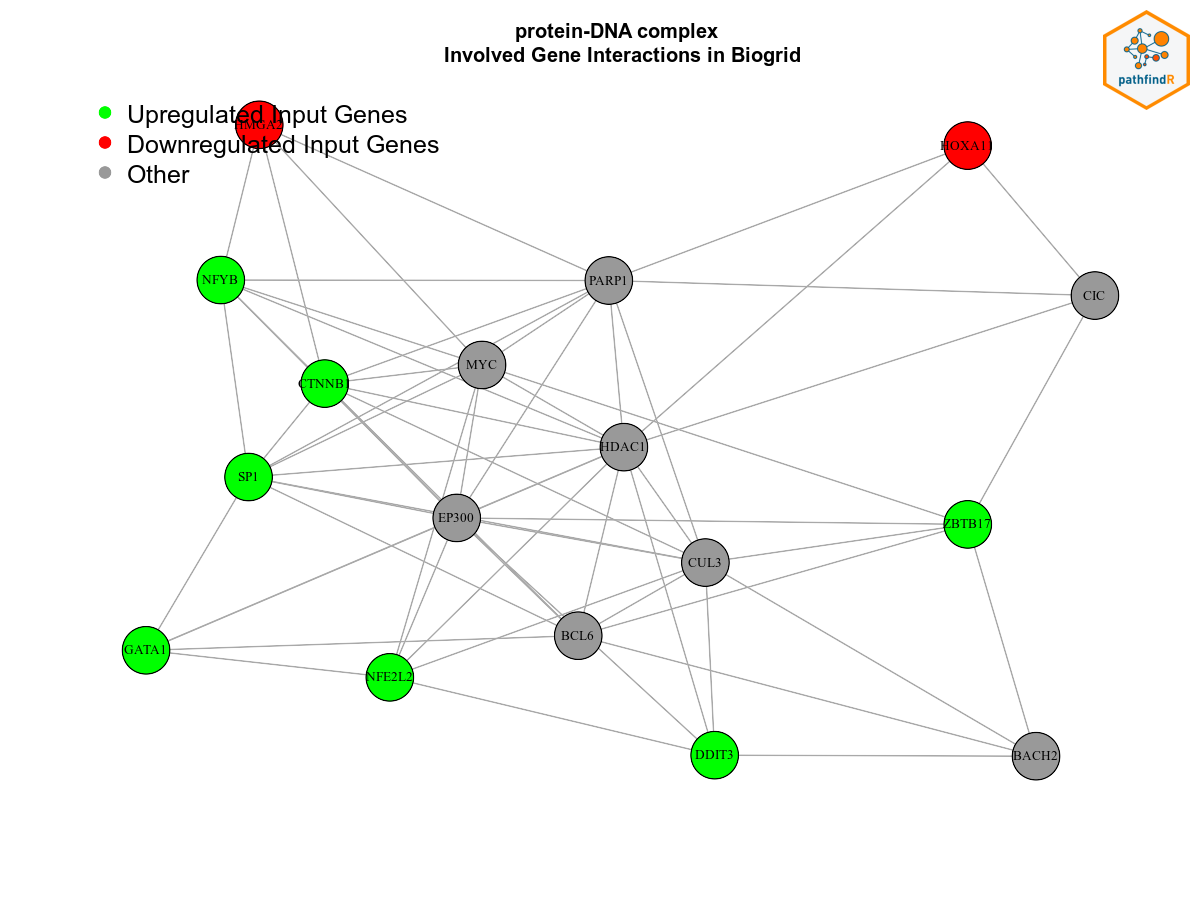 protein-DNA complex
Involved Gene Interactions in Biogrid
pathfindR
Upregulated Input Genes
Downregulated Input Genes
Other
HMGA2
HOXA11
NFYB
PARP1
CIC
MYC
CTNNB1
HDAC1
SP1
EP300
ZBTB17
CUL3
BCL6
GATA1
NFE2L2
DDIT3
BACH2